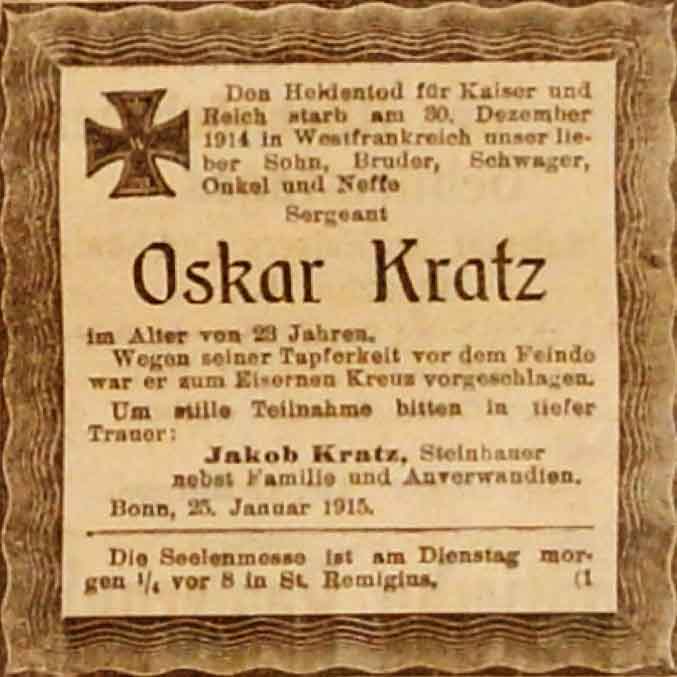 Den Heldentod für Kaiser und
Reich starb am 30. Dezember
1914 in Westfrankreich unser lie-
ber Sohn, Bruder, Schwager,
Onkel und Neffe
Sergeant
Oskar Kratz
im Alter von 23 Jahren.
Wegen seiner Tapferkeit vor dem Feinde
war er zum Eisernen Kreuz vorgeschlagen.
Um stille Teilnahme bitten in tiefer
Trauer:
Jakob Kratz, Steinhauer
nebst Familie und Anverwandten.
Bonn, 25. Januar 1915.
Die Seelenmesse ist am Dienstag mor-
gen ¼ vor 8 in St. Remigius. (1